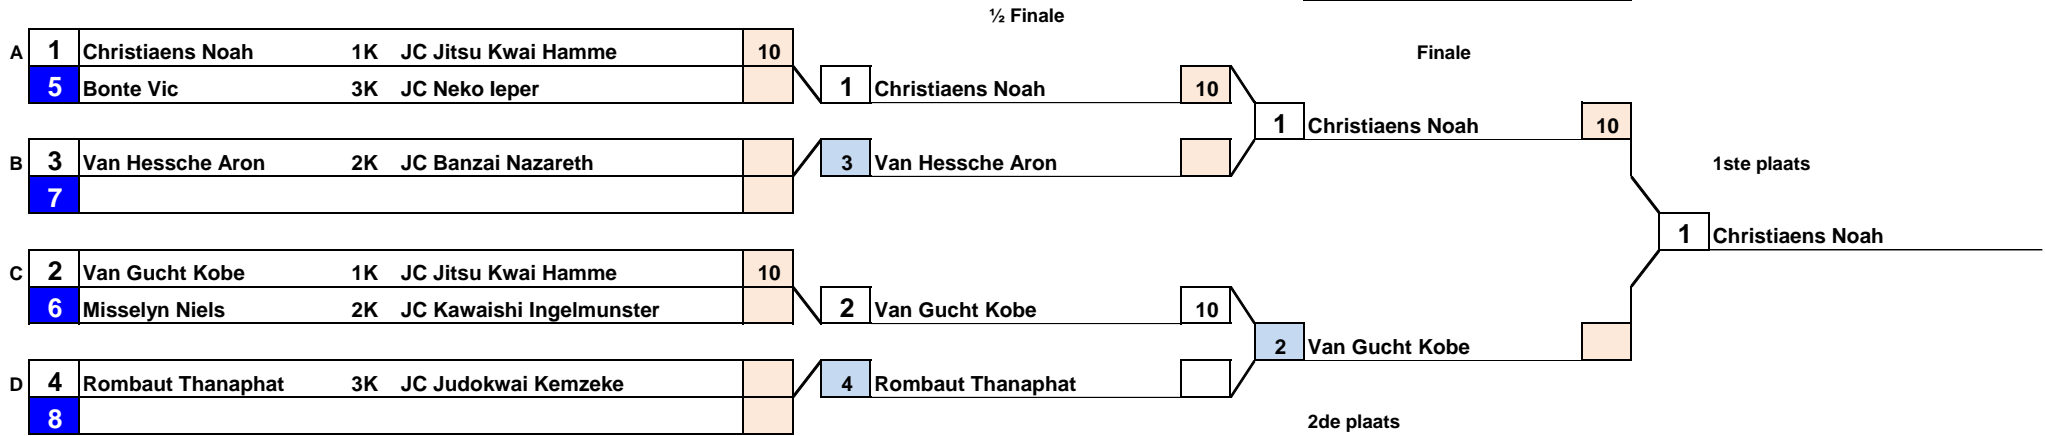 ½ Finale
A 1 Christiaens Noah 1K JC Jitsu Kwai Hamme 10
Finale
5 Bonte Vic 3K JC Neko Ieper
1 Christiaens Noah 10
1 Christiaens Noah 10
B 3 Van Hessche Aron 2K JC Banzai Nazareth
3 Van Hessche Aron
1ste plaats
7
1 Christiaens Noah
C 2 Van Gucht Kobe 1K JC Jitsu Kwai Hamme 10
6 Misselyn Niels 2K JC Kawaishi Ingelmunster
2 Van Gucht Kobe 10
2 Van Gucht Kobe
D 4 Rombaut Thanaphat 3K JC Judokwai Kemzeke
4 Rombaut Thanaphat
8
2de plaats